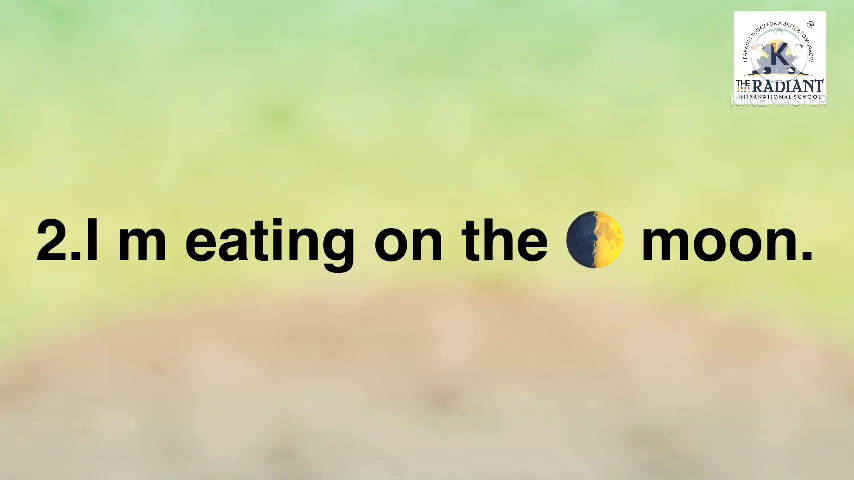 2.I m eating on the 🌓 moon.
K
THE RADIANT
INTERNATIONAL SCHOOL